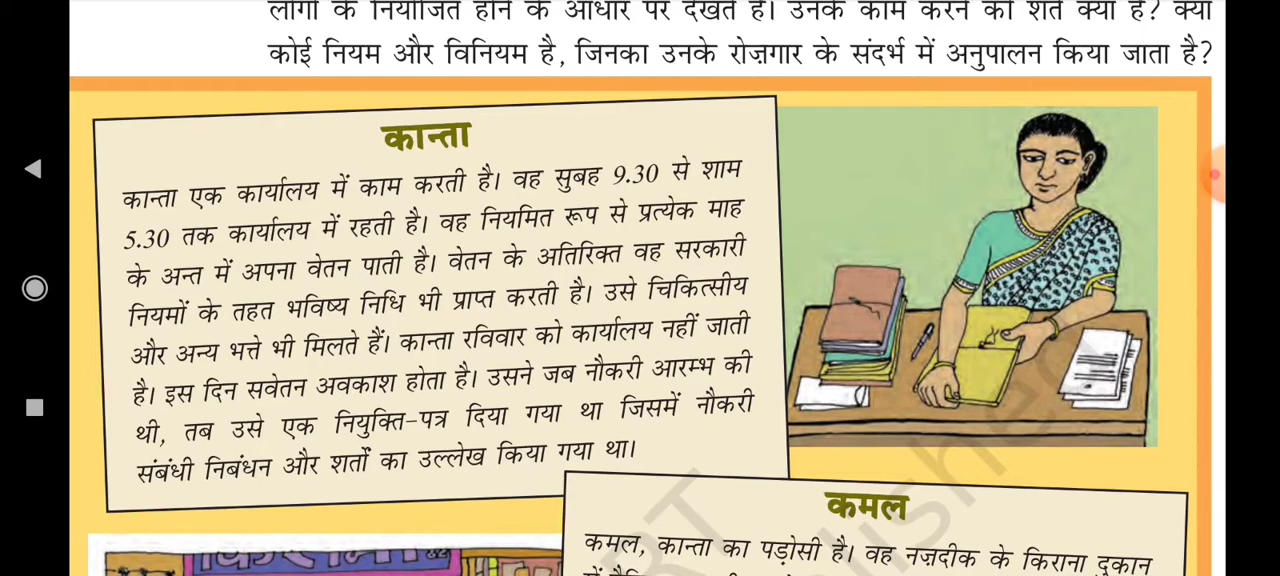 लोगों के नियोजित होने के आधार पर देखते हैं। उनके काम करने की शर्तें क्या हैं? क्या
कोई नियम और विनियम है, जिनका उनके रोज़गार के संदर्भ में अनुपालन किया जाता है?
कान्ता
कान्ता एक कार्यालय में काम करती है। वह सुबह 9.30 से शाम
5.30 तक कार्यालय में रहती है। वह नियमित रूप से प्रत्येक माह
के अन्त में अपना वेतन पाती है। वेतन के अतिरिक्त वह सरकारी
नियमों के तहत भविष्य निधि भी प्राप्त करती है। उसे चिकित्सीय
और अन्य भत्ते भी मिलते हैं। कान्ता रविवार को कार्यालय नहीं जाती
है। इस दिन सवेतन अवकाश होता है। उसने जब नौकरी आरम्भ की
थी, तब उसे एक नियुक्ति-पत्र दिया गया था जिसमें नौकरी
संबंधी निबंधन और शर्तों का उल्लेख किया गया था।
कमल
कमल, कान्ता का पड़ोसी है। वह नज़दीक के किराना दुकान